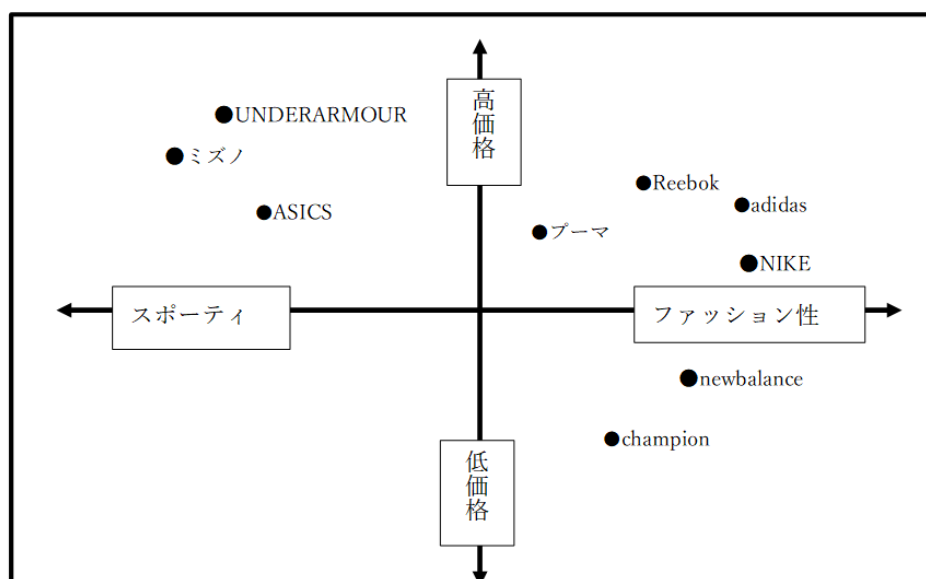 高価格
●UNDERARMOUR
●ミズノ
●Reebok
●adidas
●ASICS
●プーマ
●NIKE
スポーティ
ファッション性
●newbalance
●champion
低価格